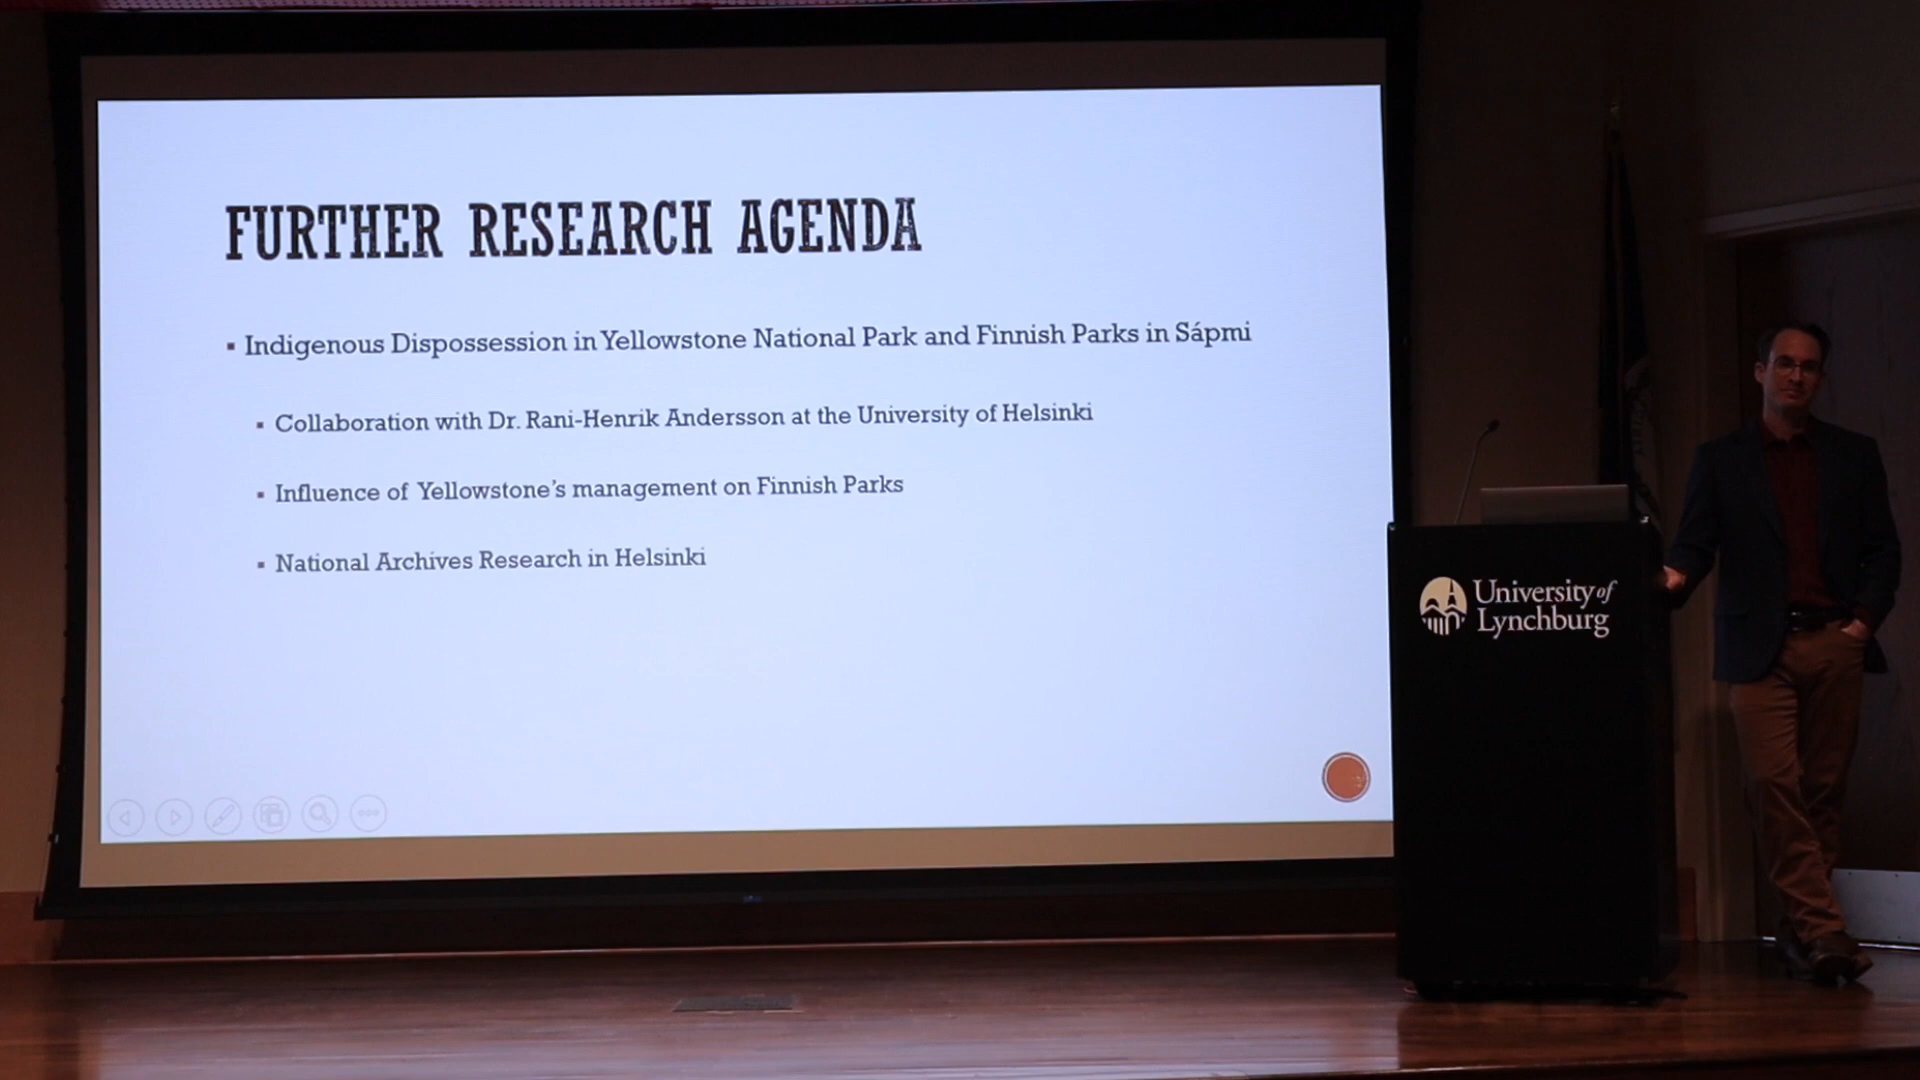 FURTHER RESEARCH AGENDA
▪ Indigenous Dispossession in Yellowstone National Park and Finnish Parks in Sápmi
▪ Collaboration with Dr. Rani-Henrik Andersson at the University of Helsinki
▪ Influence of Yellowstone's management on Finnish Parks
▪ National Archives Research in Helsinki
University of
Lynchburg